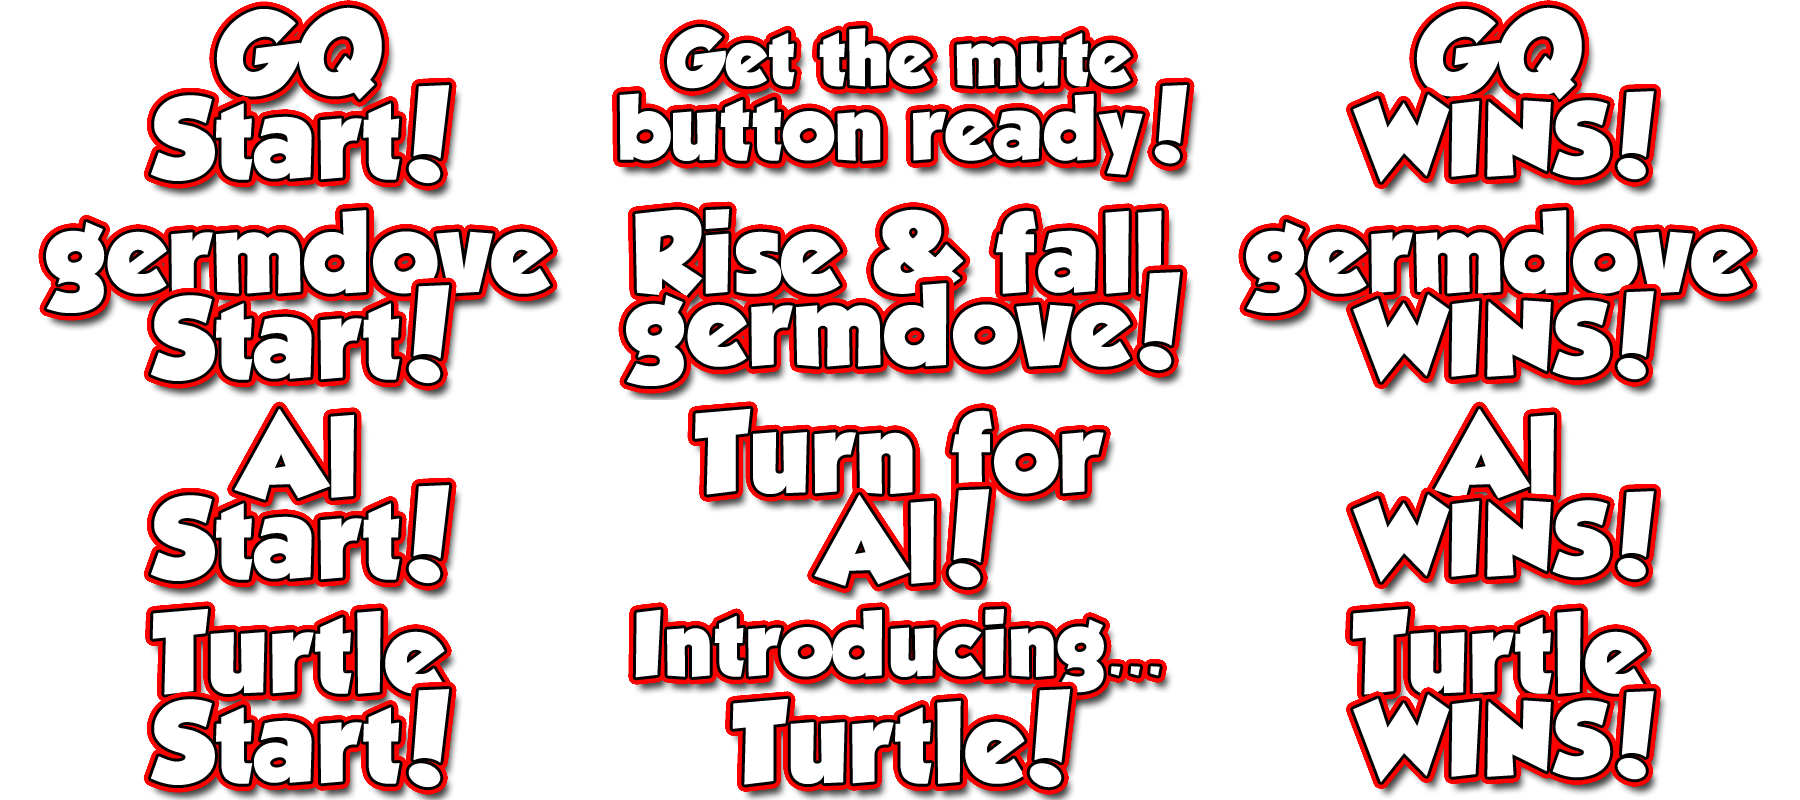 GQ
Start!
Get the mute
button ready!
GQ
WINS!
germdove
Start!
Rise & fall
germdove!
germdove
WINS!
AI
Start!
Turn for
AI!
AI
WINS!
Turtle
Start!
Introducing...
Turtle!
Turtle
WINS!